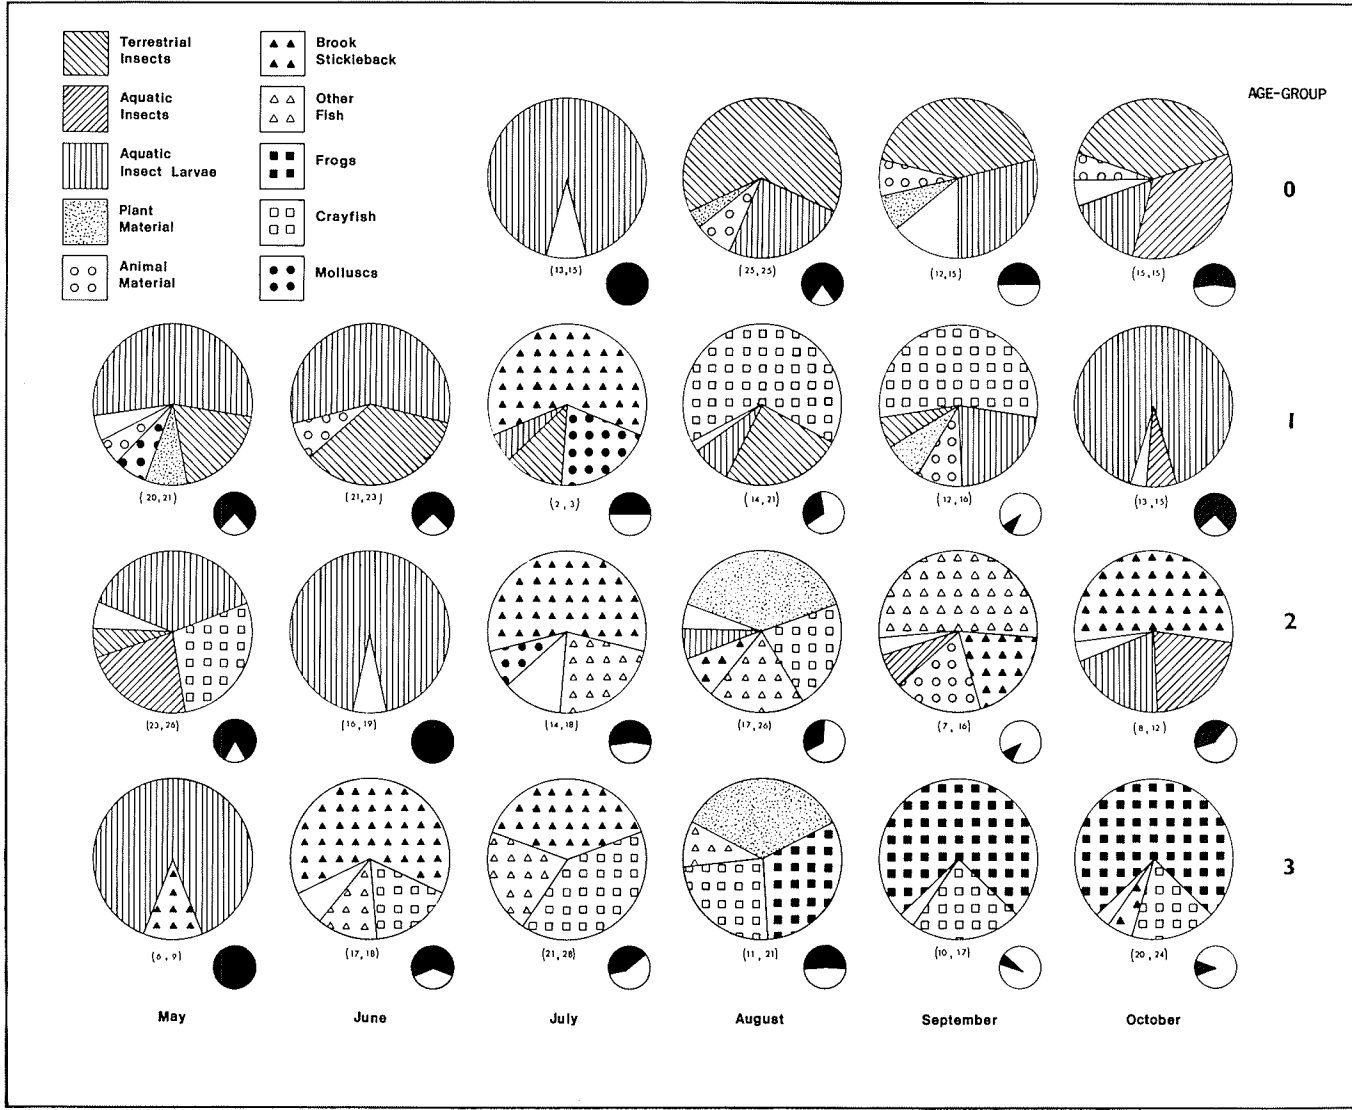 Terrestrial
Insects
Brook
Stickleback
Aquatic
Insects
Other
Fish
Aquatic
Insect Larvae
Frogs
Plant
Material
Crayfish
Animal
Material
Molluscs
AGE-GROUP
0
(13,15)
(25,25)
(12,15)
(15,15)
1
(20,21)
(21,23)
(2,3)
(14,21)
(12,16)
(13,15)
2
(23,26)
(16,19)
(14,18)
(17,26)
(7,16)
(8,12)
3
(6,9)
(17,18)
(21,28)
(11,21)
(10,17)
(20,24)
May
June
July
August
September
October